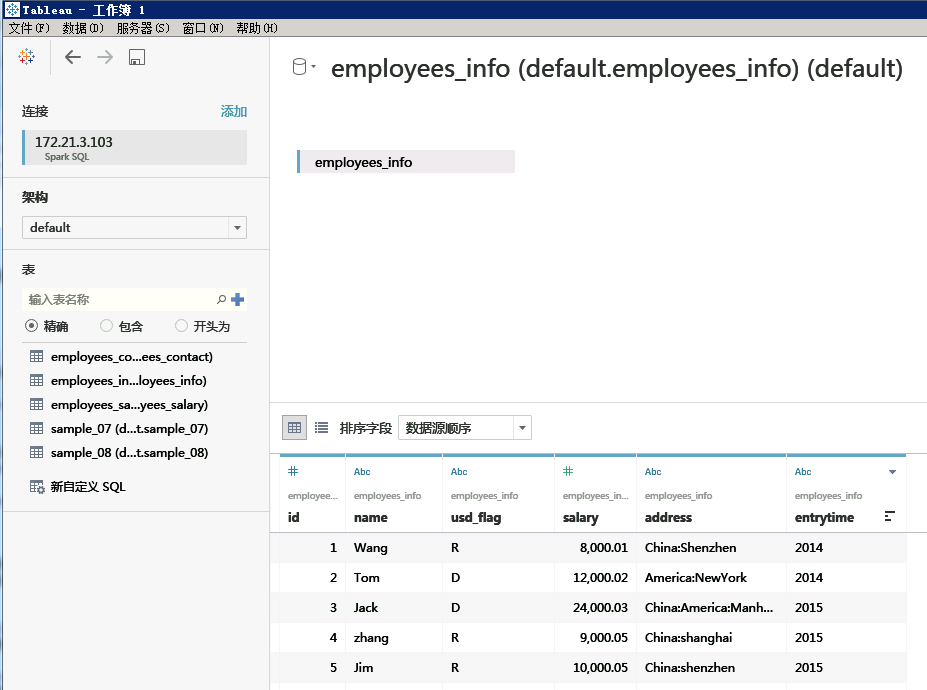 Tableau - 工作簿 1
文件(F) 数据(D) 服务器(S) 窗口(N) 帮助(H)
employees_info (default.employees_info) (default)
连接 添加
172.21.3.103
Spark SQL
employees_info
架构
default
表
输入表名称
精确 包含 开头为
employees_co...ees_contact)
employees_in...loyees_info)
employees_sa...yees_salary)
sample_07 (d...t.sample_07)
sample_08 (d...t.sample_08)
新自定义 SQL
排序字段 数据源顺序
# Abc Abc # Abc Abc
employee... employees_info employees_info employees_in... employees_info employees_info
id name usd_flag salary address entrytime
1 Wang R 8,000.01 China:Shenzhen 2014
2 Tom D 12,000.02 America:NewYork 2014
3 Jack D 24,000.03 China:America:Manh... 2015
4 zhang R 9,000.05 China:shanghai 2015
5 Jim R 10,000.05 China:shenzhen 2015